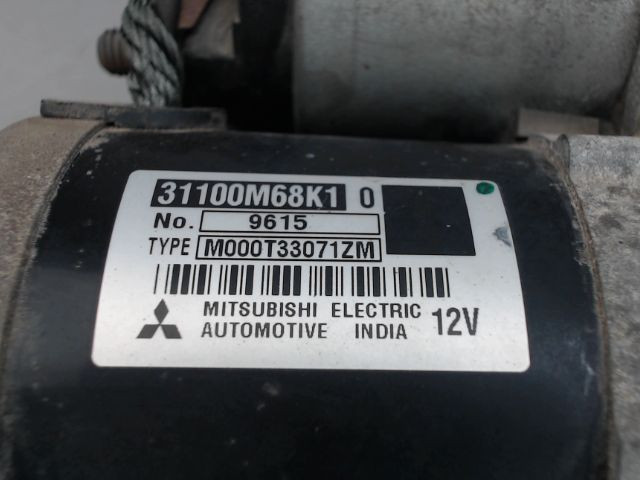 31100M68K1 0
No. 9615
TYPE M000T33071ZM
MITSUBISHI ELECTRIC
AUTOMOTIVE INDIA 12V